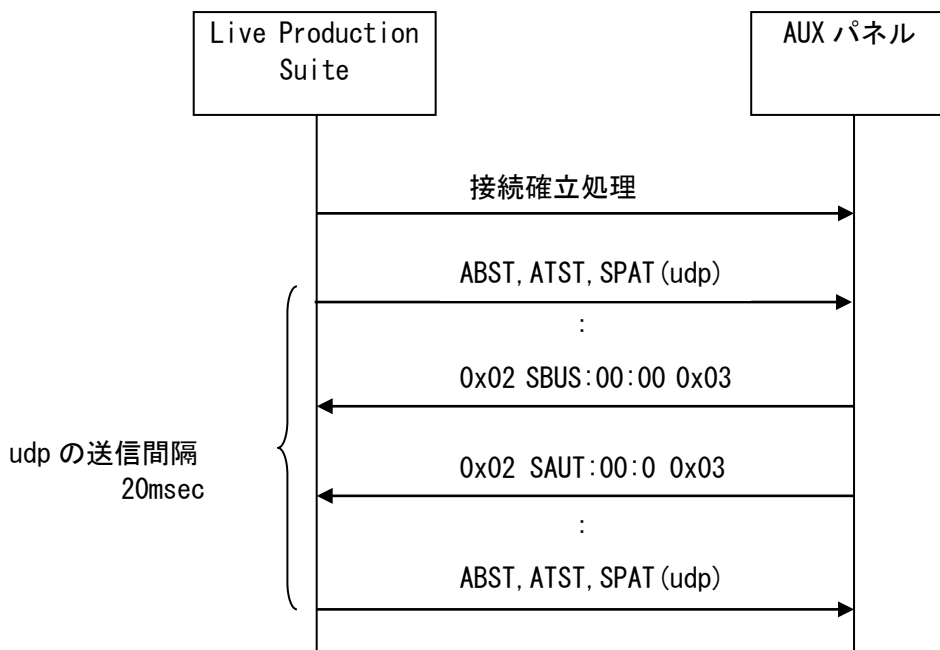 Live Production
Suite
AUX パネル
接続確立処理
ABST, ATST, SPAT(udp)
:
0x02 SBUS:00:00 0x03
udp の送信間隔
20msec
0x02 SAUT:00:0 0x03
:
ABST, ATST, SPAT(udp)